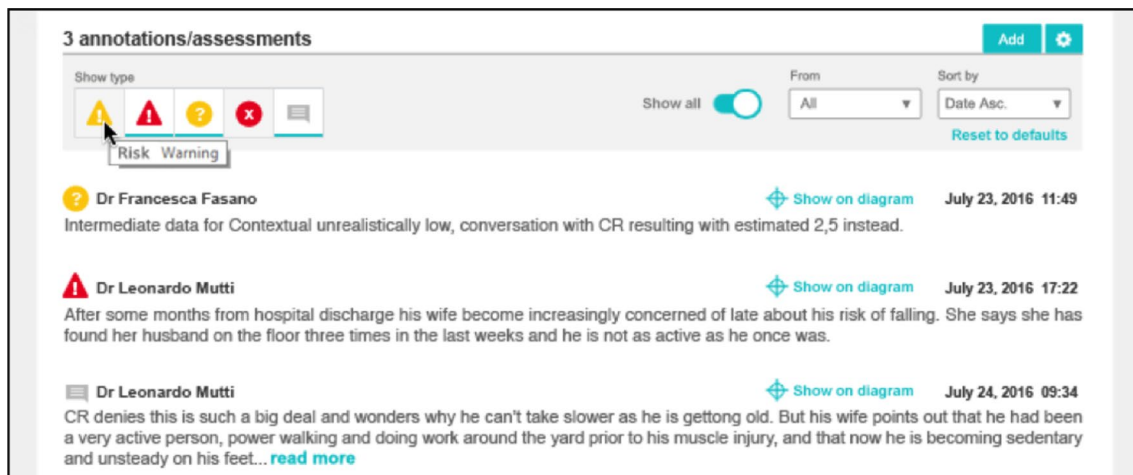 3 annotations/assessments
Add
Show type
Show all
From
All
Sort by
Date Asc.
Reset to defaults
Risk Warning
Dr Francesca Fasano
Show on diagram
July 23, 2016 11:49
Intermediate data for Contextual unrealistically low, conversation with CR resulting with estimated 2,5 instead.
Dr Leonardo Mutti
Show on diagram
July 23, 2016 17:22
After some months from hospital discharge his wife become increasingly concerned of late about his risk of falling. She says she has
found her husband on the floor three times in the last weeks and he is not as active as he once was.
Dr Leonardo Mutti
Show on diagram
July 24, 2016 09:34
CR denies this is such a big deal and wonders why he can't take slower as he is gettong old. But his wife points out that he had been
a very active person, power walking and doing work around the yard prior to his muscle injury, and that now he is becoming sedentary
and unsteady on his feet... read more